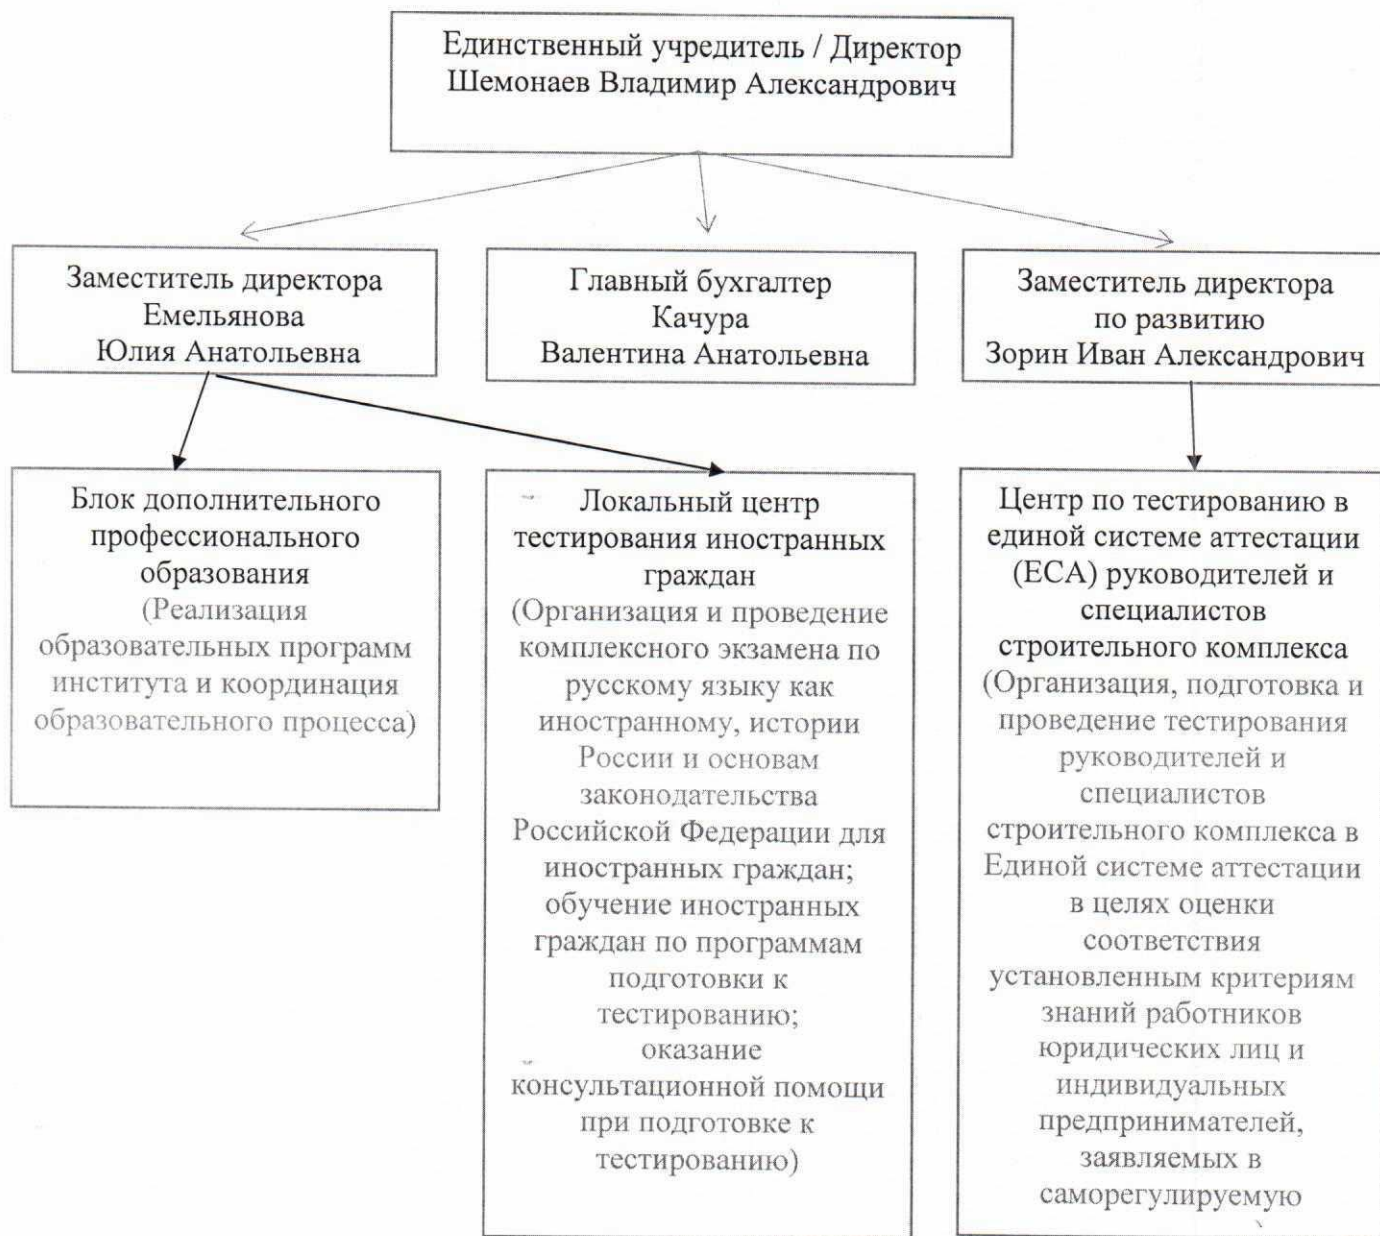 Единственный учредитель / Директор
Шемонаев Владимир Александрович
Заместитель директора
Емельянова
Юлия Анатольевна
Главный бухгалтер
Качура
Валентина Анатольевна
Заместитель директора
по развитию
Зорин Иван Александрович
Блок дополнительного
профессионального
образования
(Реализация
образовательных программ
института и координация
образовательного процесса)
Локальный центр
тестирования иностранных
граждан
(Организация и проведение
комплексного экзамена по
русскому языку как
иностранному, истории
России и основам
законодательства
Российской Федерации для
иностранных граждан;
обучение иностранных
граждан по программам
подготовки к
тестированию;
оказание
консультационной помощи
при подготовке к
тестированию)
Центр по тестированию в
единой системе аттестации
(ЕСА) руководителей и
специалистов
строительного комплекса
(Организация, подготовка и
проведение тестирования
руководителей и
специалистов
строительного комплекса в
Единой системе аттестации
в целях оценки
соответствия
установленным критериям
знаний работников
юридических лиц и
индивидуальных
предпринимателей,
заявляемых в
саморегулируемую